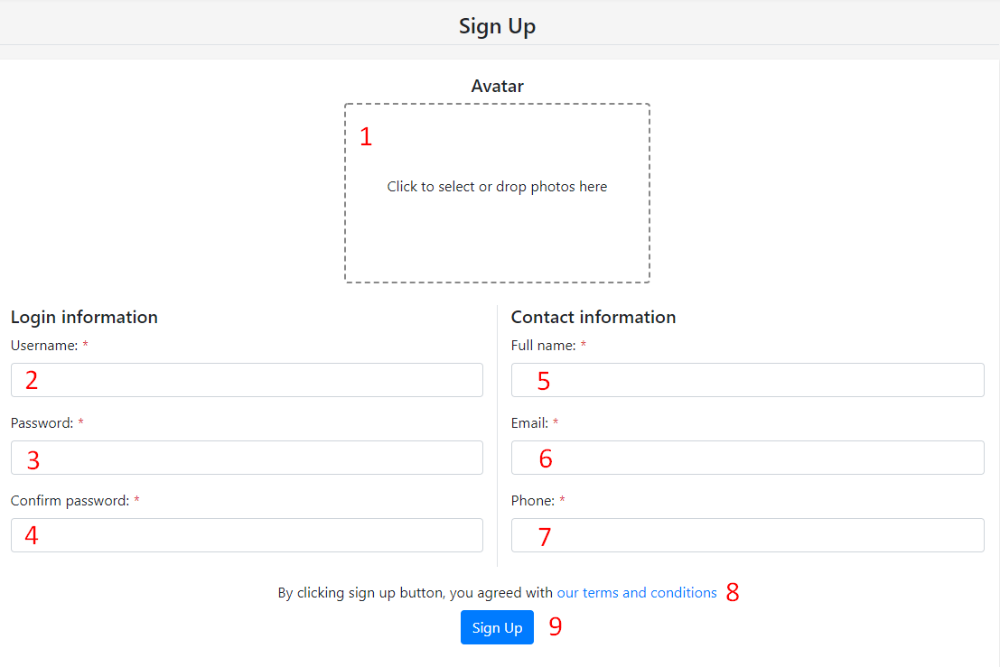 Sign Up
Avatar
1
Click to select or drop photos here
Login information
Username: *
2
Password: *
3
Confirm password: *
4
Contact information
Full name: *
5
Email: *
6
Phone: *
7
By clicking sign up button, you agreed with our terms and conditions 8
Sign Up 9